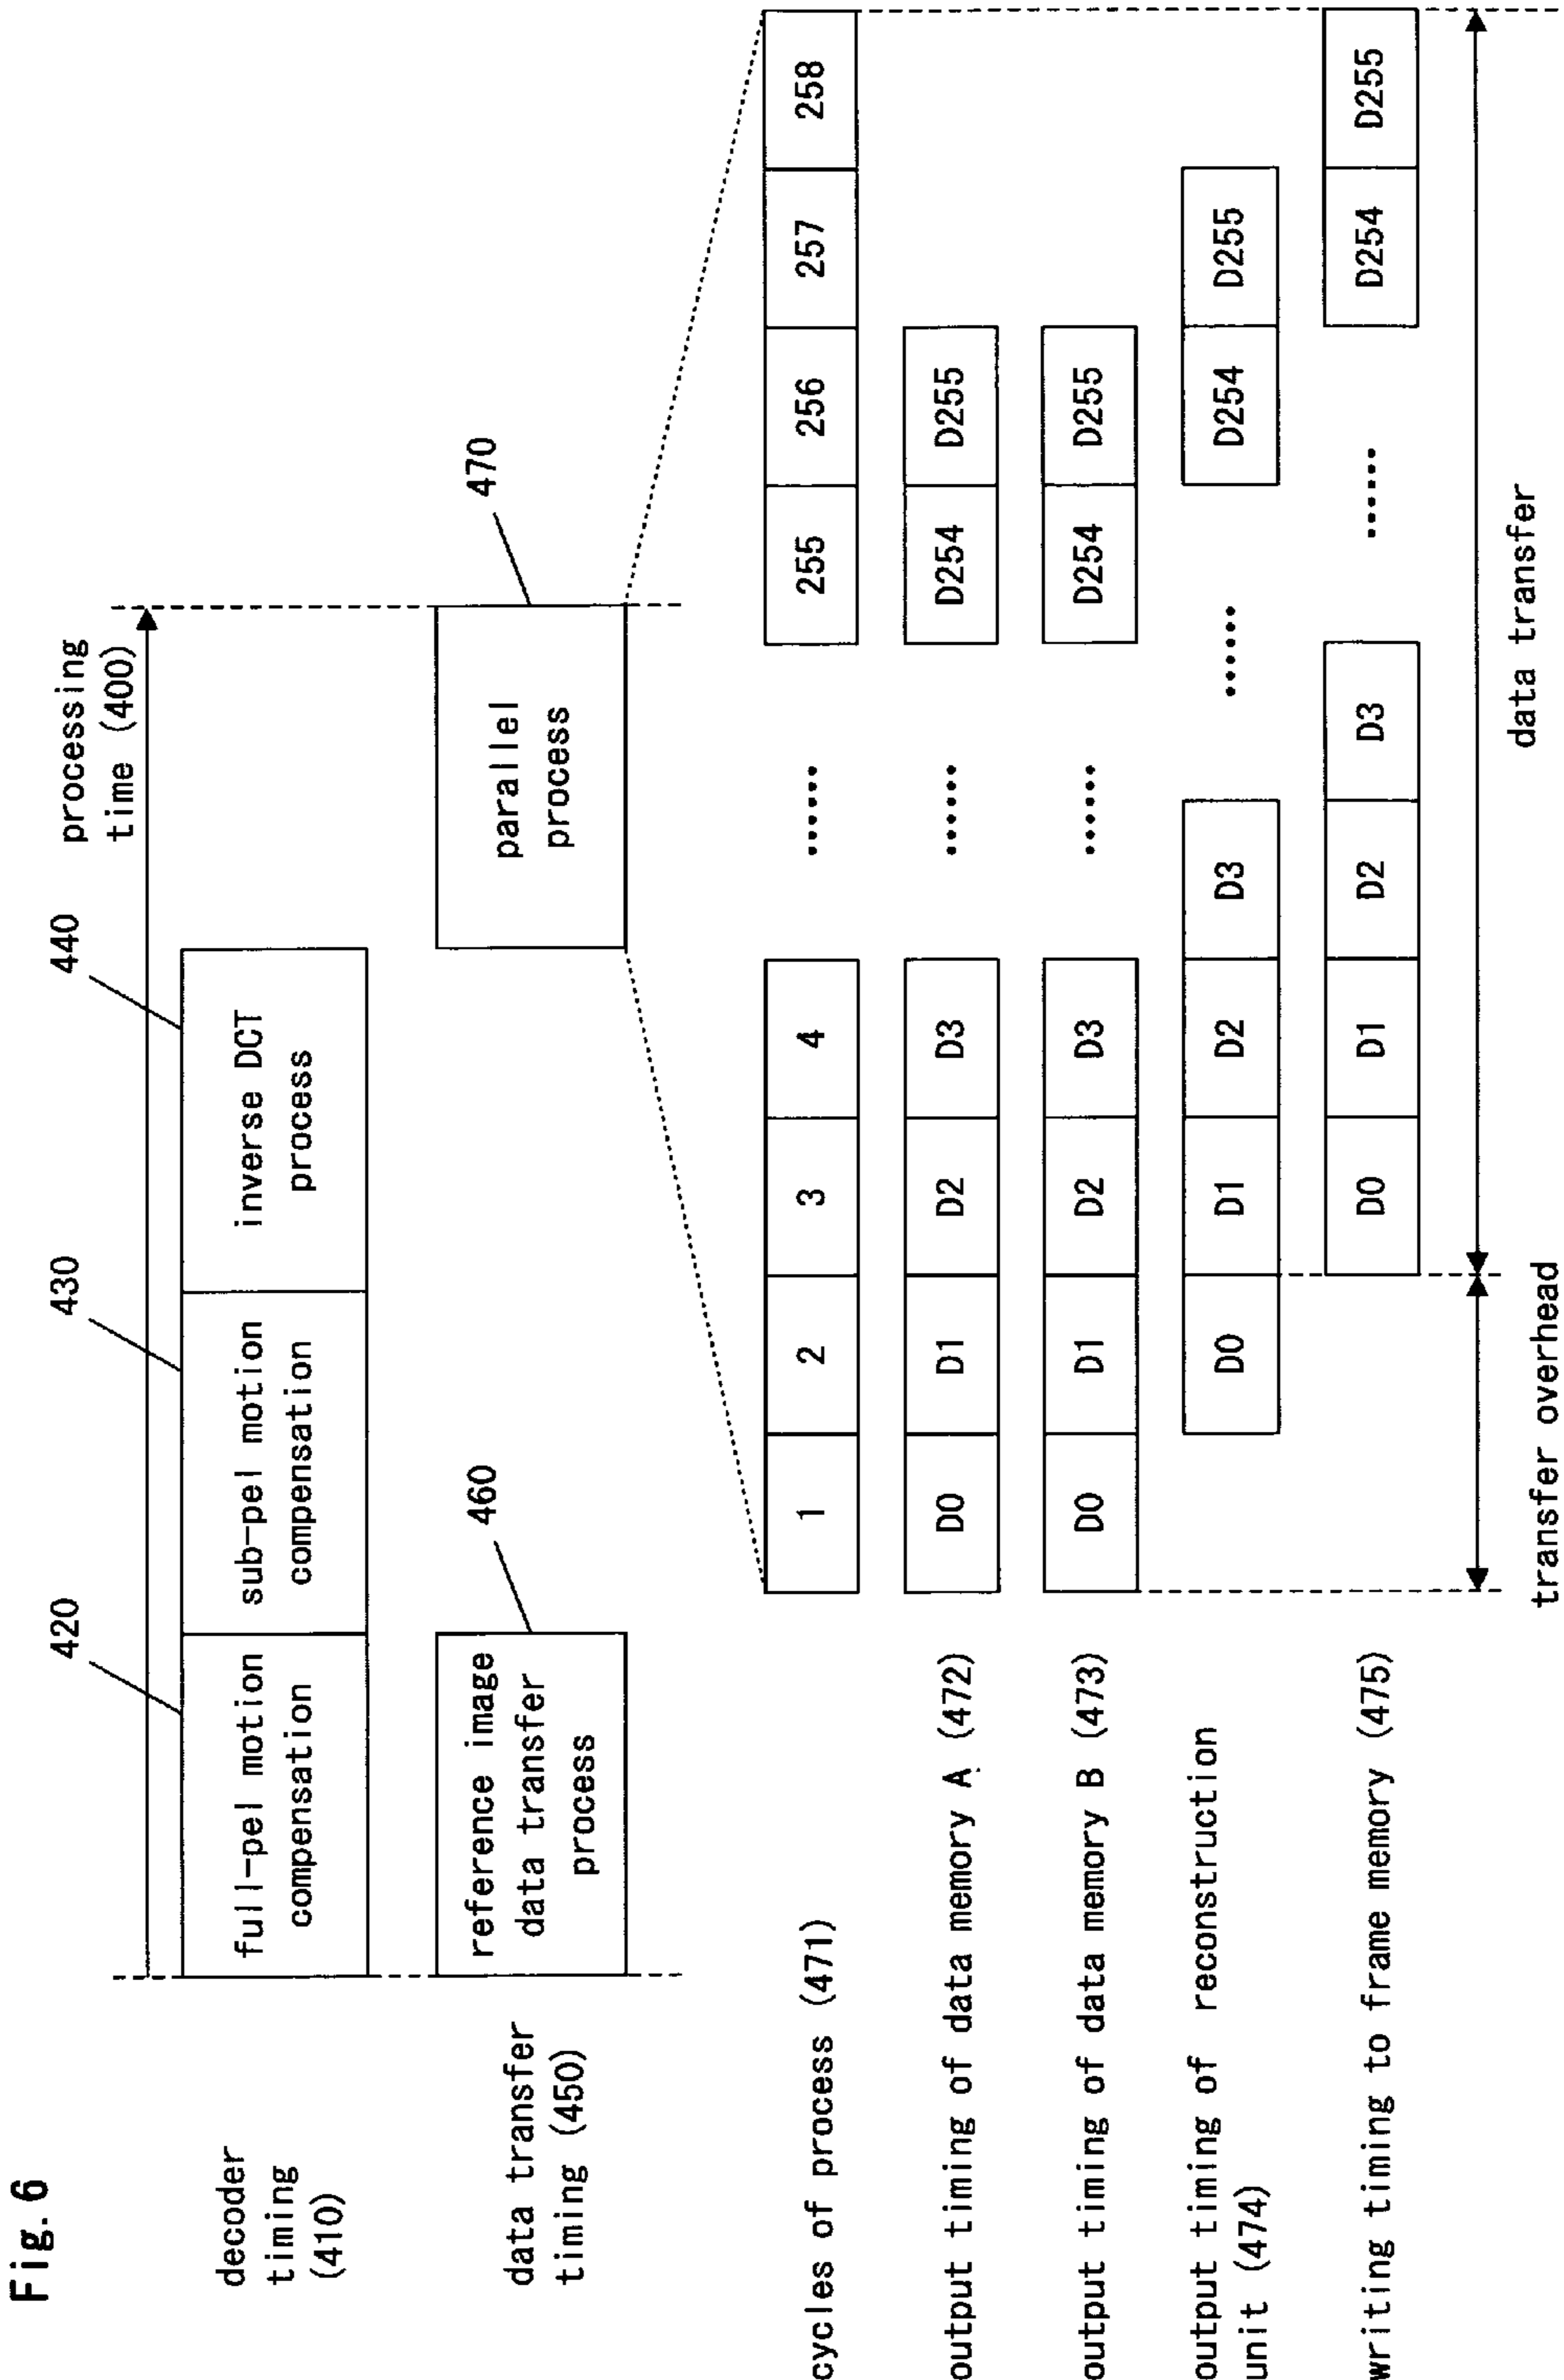 Fig. 6
processing
time (400)
420
430
440
decoder
timing
(410)
full-pel motion
compensation
sub-pel motion
compensation
inverse DCT
process
460
470
data transfer
timing (450)
reference image
data transfer
process
parallel
process
cycles of process (471)
1 2 3 4 ...... 255 256 257 258
output timing of data memory A (472)
D0 D1 D2 D3 ...... D254 D255
output timing of data memory B (473)
D0 D1 D2 D3 ...... D254 D255
output timing of reconstruction
unit (474)
D0 D1 D2 D3 ...... D254 D255
writing timing to frame memory (475)
D0 D1 D2 D3 ...... D254 D255
transfer overhead
data transfer